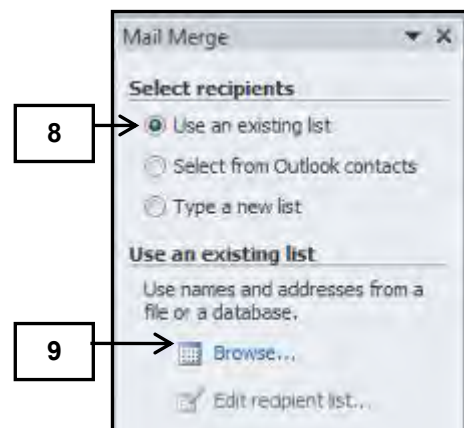 Mail Merge
Select recipients
8
Use an existing list
Select from Outlook contacts
Type a new list
Use an existing list
Use names and addresses from a
file or a database.
9
Browse...
Edit recipient list...